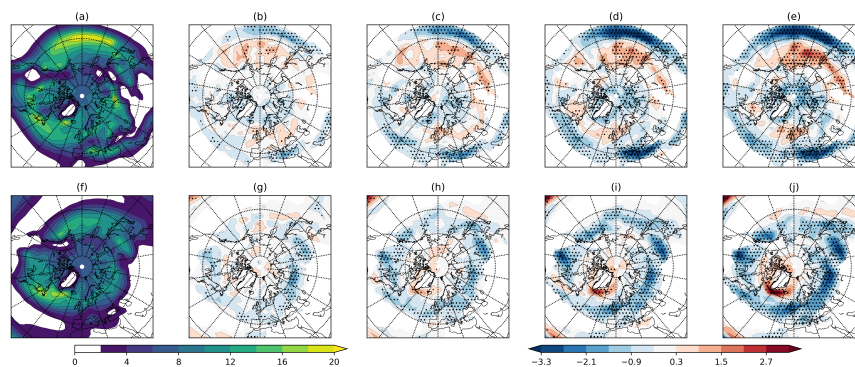 (a) (b) (c) (d) (e)
(f) (g) (h) (i) (j)
0 4 8 12 16 20 −3.3 −2.1 −0.9 0.3 1.5 2.7